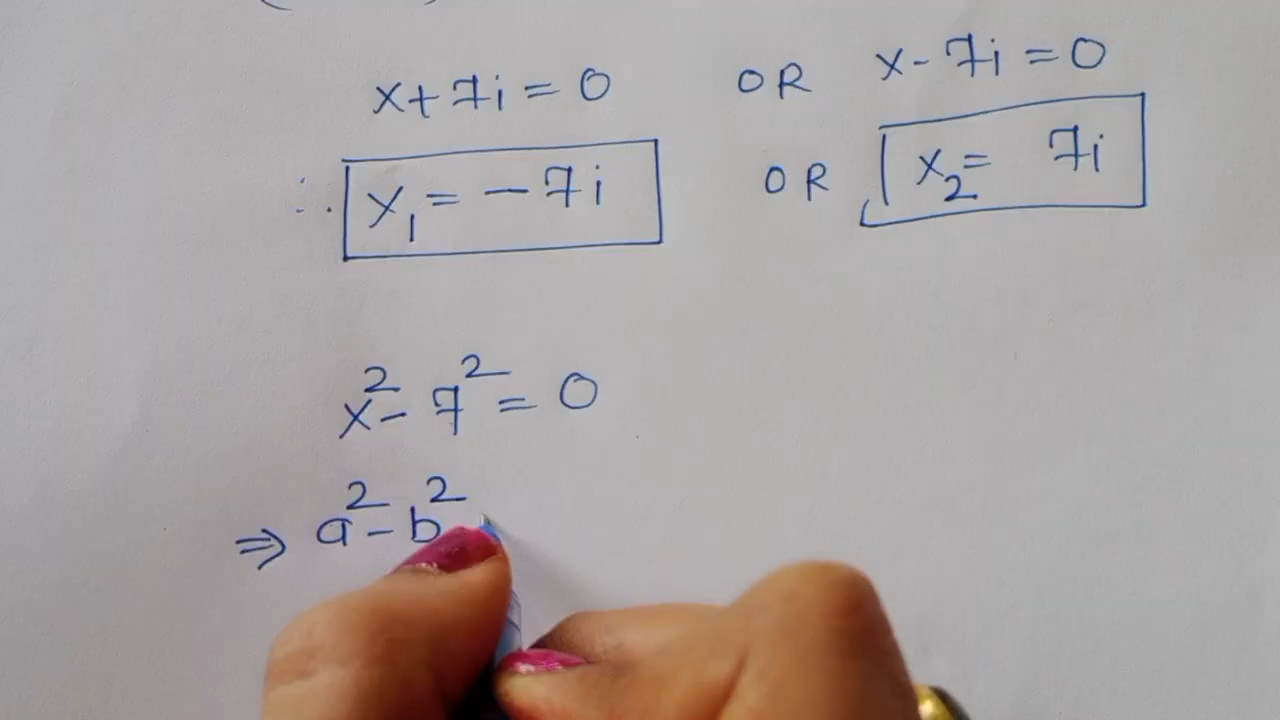 x+7i=0 OR x-7i=0
∴ x₁ = -7i OR x₂ = 7i
x²-7²=0
⇒ a²-b²